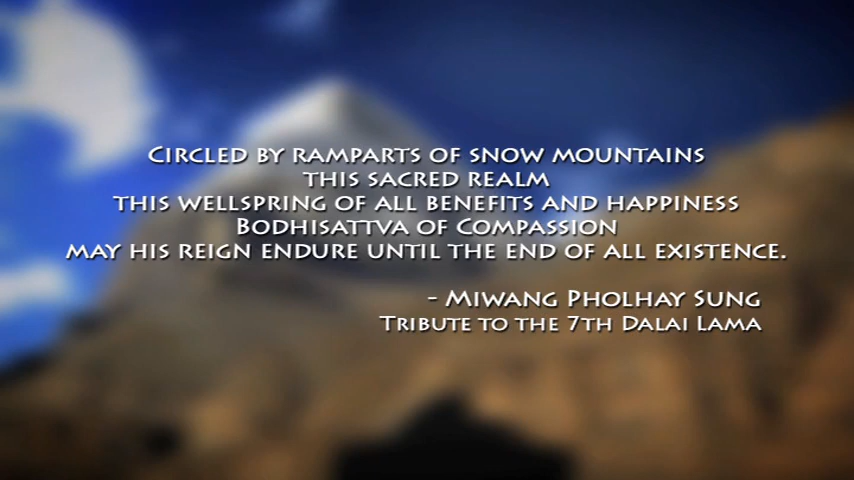 Circled by ramparts of snow mountains
this sacred realm
this wellspring of all benefits and happiness
Bodhisattva of Compassion
may his reign endure until the end of all existence.
- Miwang Pholhay Sung
Tribute to the 7th Dalai Lama